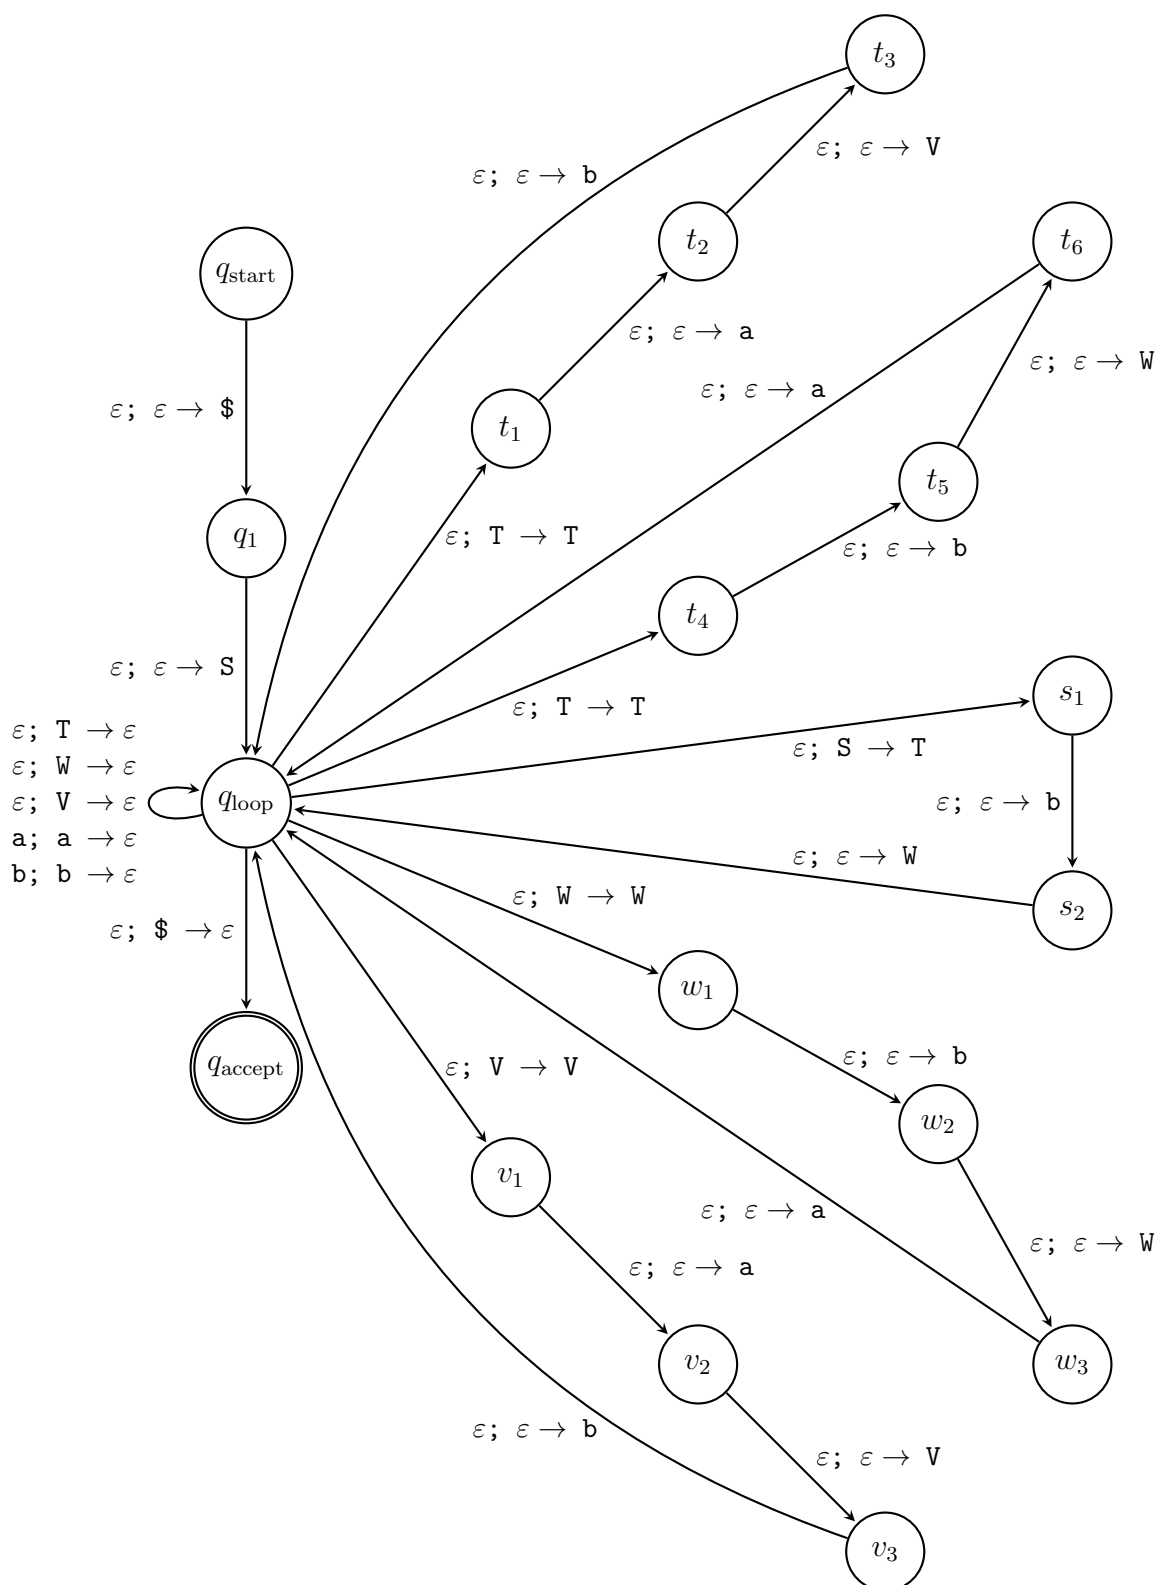 t₃
ε; ε → V
ε; ε → b
t₂
t₆
q_start
ε; ε → a
ε; ε → W
ε; ε → a
ε; ε → $
t₁
t₅
q₁
ε; T → T
ε; ε → b
t₄
ε; ε → S
s₁
ε; T → T
ε; T → ε
ε; S → T
ε; W → ε
ε; V → ε
q_loop
ε; ε → b
a; a → ε
ε; ε → W
b; b → ε
ε; W → W
s₂
ε; $ → ε
w₁
ε; ε → b
q_accept
ε; V → V
w₂
v₁
ε; ε → a
ε; ε → W
ε; ε → a
v₂
w₃
ε; ε → b
ε; ε → V
v₃